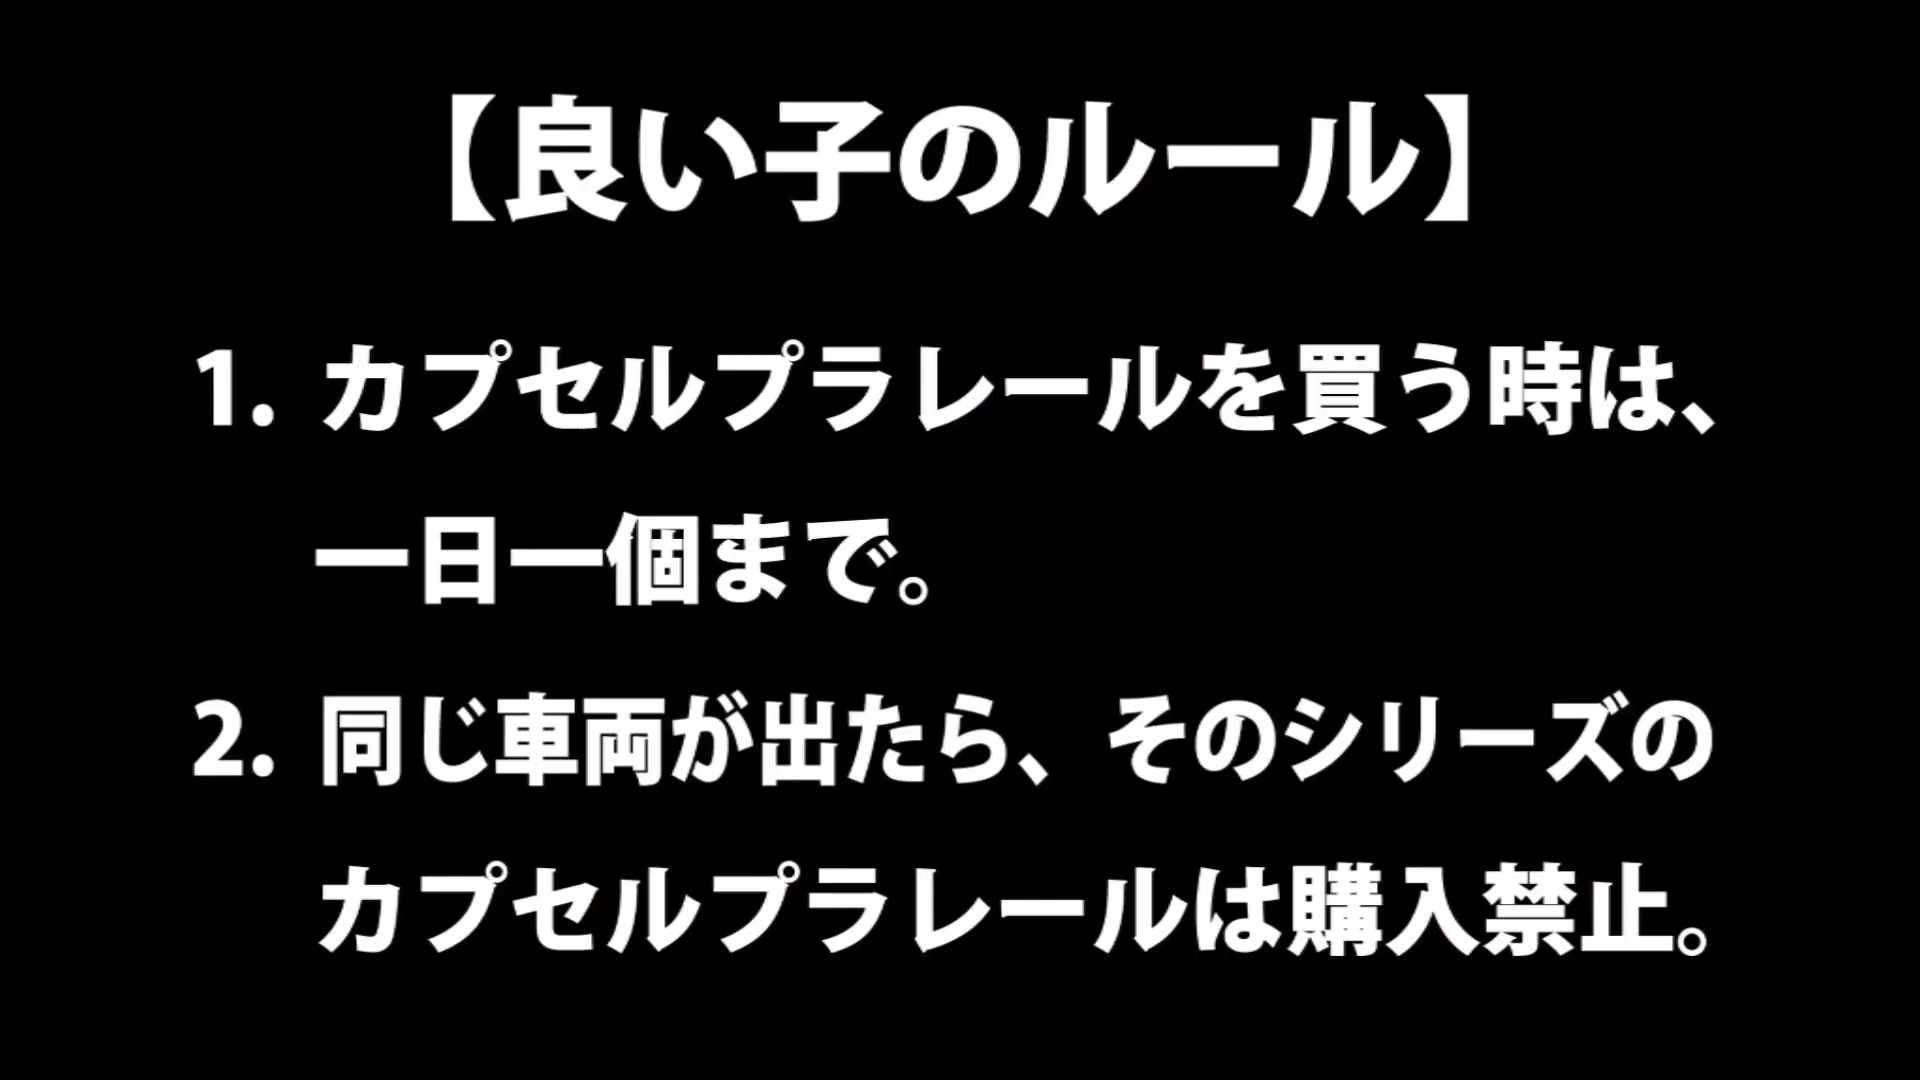 【良い子のルール】
1. カプセルプラレールを買う時は、
一日一個まで。
2. 同じ車両が出たら、そのシリーズの
カプセルプラレールは購入禁止。